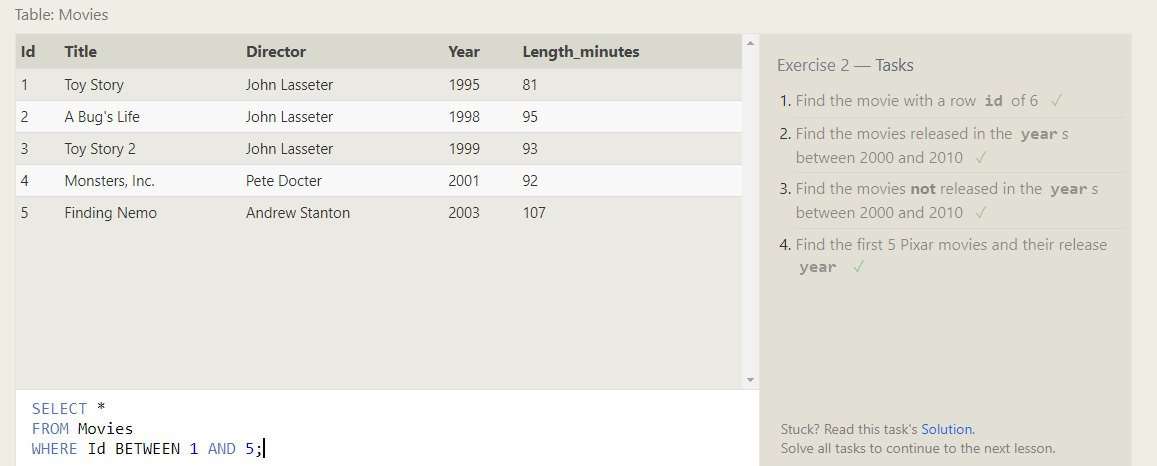 Table: Movies
Id Title Director Year Length_minutes
1 Toy Story John Lasseter 1995 81
2 A Bug's Life John Lasseter 1998 95
3 Toy Story 2 John Lasseter 1999 93
4 Monsters, Inc. Pete Docter 2001 92
5 Finding Nemo Andrew Stanton 2003 107
SELECT *
FROM Movies
WHERE Id BETWEEN 1 AND 5;
Exercise 2 — Tasks
1. Find the movie with a row id of 6 ✓
2. Find the movies released in the year s
between 2000 and 2010 ✓
3. Find the movies not released in the year s
between 2000 and 2010 ✓
4. Find the first 5 Pixar movies and their release
year ✓
Stuck? Read this task's Solution.
Solve all tasks to continue to the next lesson.